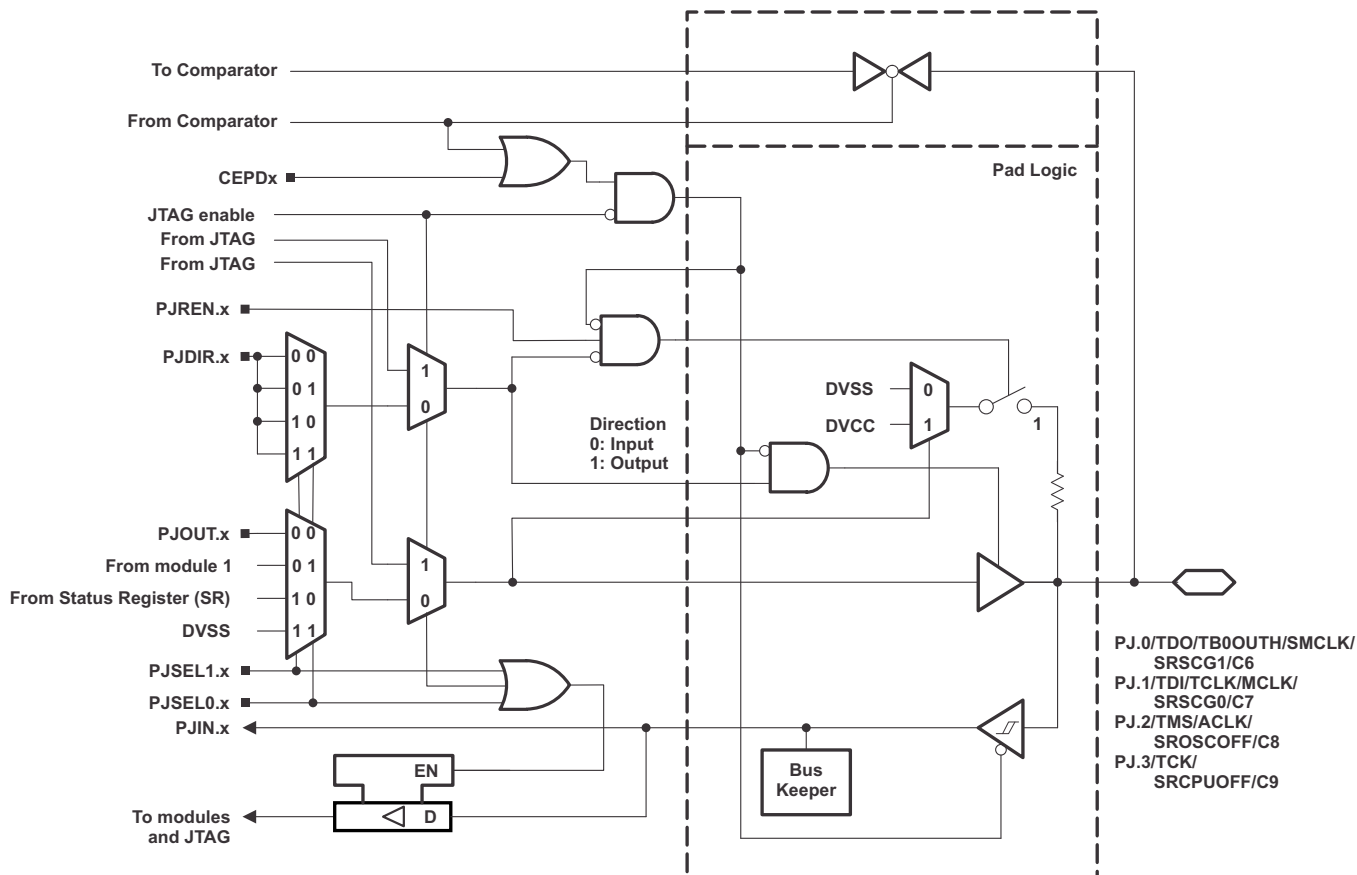 To Comparator
From Comparator
Pad Logic
CEPDx
JTAG enable
From JTAG
From JTAG
PJREN.x
PJDIR.x
0 0
0 1
1 0
1 1
1
0
DVSS
DVCC
0
1
1
Direction
0: Input
1: Output
PJOUT.x
From module 1
From Status Register (SR)
DVSS
0 0
0 1
1 0
1 1
1
0
PJSEL1.x
PJSEL0.x
PJIN.x
EN
D
Bus
Keeper
To modules
and JTAG
PJ.0/TDO/TB0OUTH/SMCLK/
SRSCG1/C6
PJ.1/TDI/TCLK/MCLK/
SRSCG0/C7
PJ.2/TMS/ACLK/
SROSCOFF/C8
PJ.3/TCK/
SRCPUOFF/C9